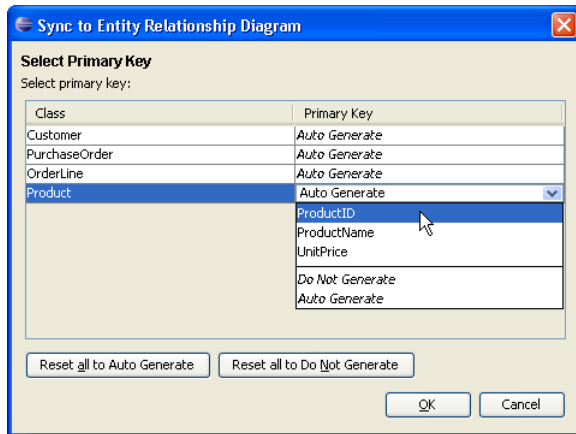 Sync to Entity Relationship Diagram
Select Primary Key
Select primary key:
Class Primary Key
Customer Auto Generate
PurchaseOrder Auto Generate
OrderLine Auto Generate
Product Auto Generate
ProductID
ProductName
UnitPrice
Do Not Generate
Auto Generate
Reset all to Auto Generate Reset all to Do Not Generate
OK Cancel